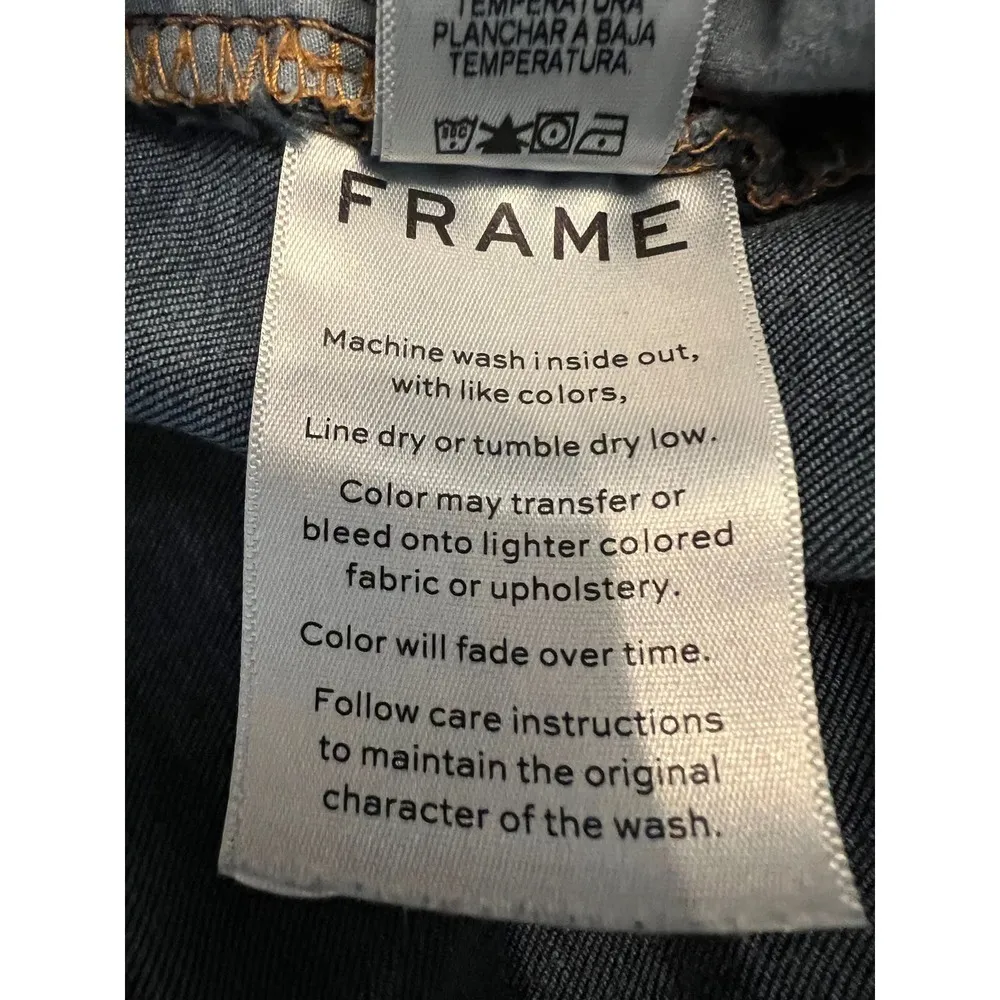 TEMPERATURA
PLANCHAR A BAJA
TEMPERATURA.
FRAME
Machine wash inside out,
with like colors,
Line dry or tumble dry low.
Color may transfer or
bleed onto lighter colored
fabric or upholstery.
Color will fade over time.
Follow care instructions
to maintain the original
character of the wash.